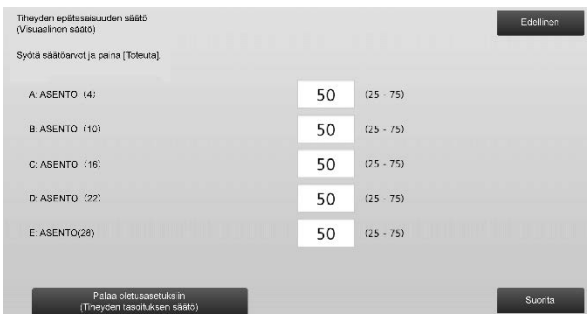 Tiheyden epätasaisuuden säätö
(Visuaalinen säätö)
Edellinen
Syötä säätöarvot ja paina [Toteuta].
A: ASENTO (4) 50 (25 - 75)
B: ASENTO (10) 50 (25 - 75)
C: ASENTO (16) 50 (25 - 75)
D: ASENTO (22) 50 (25 - 75)
E: ASENTO(28) 50 (25 - 75)
Palaa oletusasetuksiin
(Tiheyden tasoituksen säätö)
Suorita